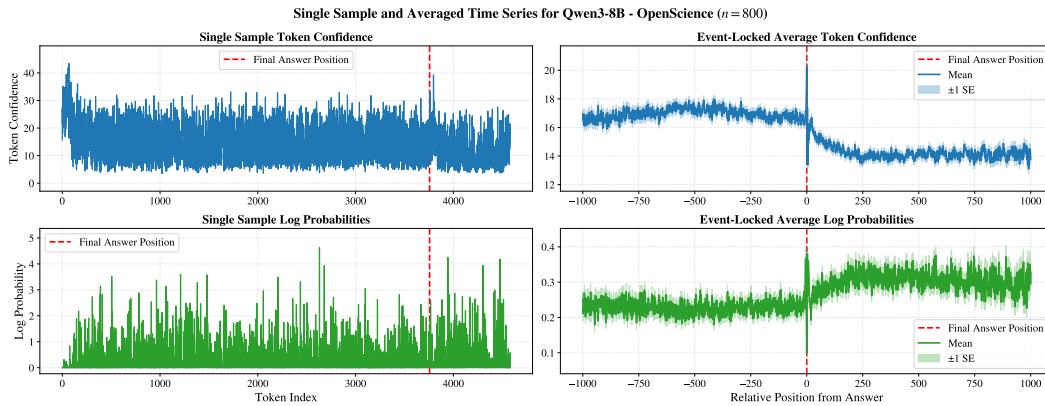 Single Sample and Averaged Time Series for Qwen3-8B - OpenScience (n=800)
Single Sample Token Confidence
Final Answer Position
Token Confidence
40
30
20
10
0
0
1000
2000
3000
4000
Event-Locked Average Token Confidence
Final Answer Position
Mean
±1 SE
20
18
16
14
12
−1000
−750
−500
−250
0
250
500
750
1000
Single Sample Log Probabilities
Final Answer Position
Log Probability
5
4
3
2
1
0
0
1000
2000
3000
4000
Token Index
Event-Locked Average Log Probabilities
0.4
0.3
0.2
0.1
Final Answer Position
Mean
±1 SE
−1000
−750
−500
−250
0
250
500
750
1000
Relative Position from Answer